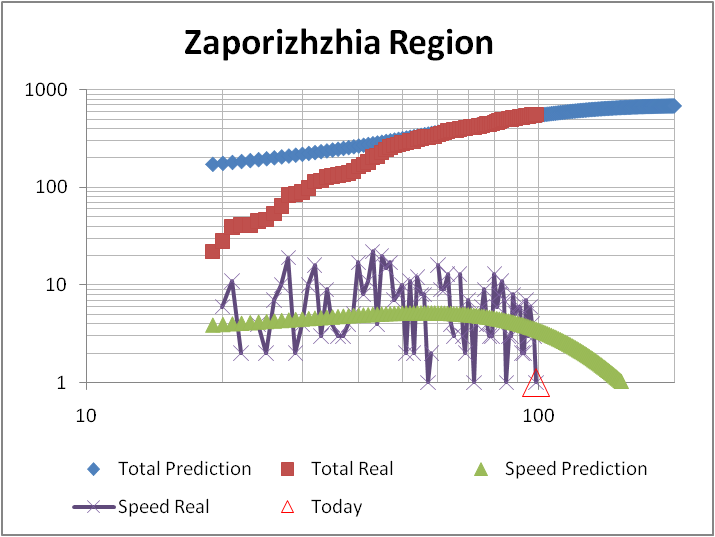 Zaporizhzhia Region
1000
100
10
1
10 100
Total Prediction Total Real Speed Prediction
Speed Real Today